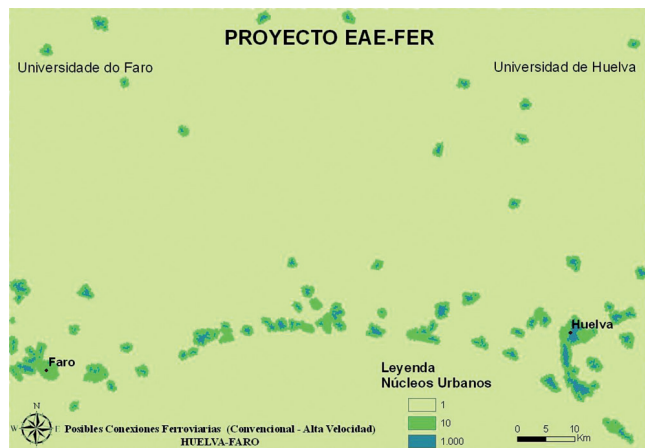 PROYECTO EAE-FER
Universidade do Faro
Universidad de Huelva
Huelva
Faro
Leyenda
Núcleos Urbanos
1
10
1.000
0 5 10
Km
N
W E
Posibles Conexiones Ferroviarias (Convencional - Alta Velocidad)
HUELVA-FARO